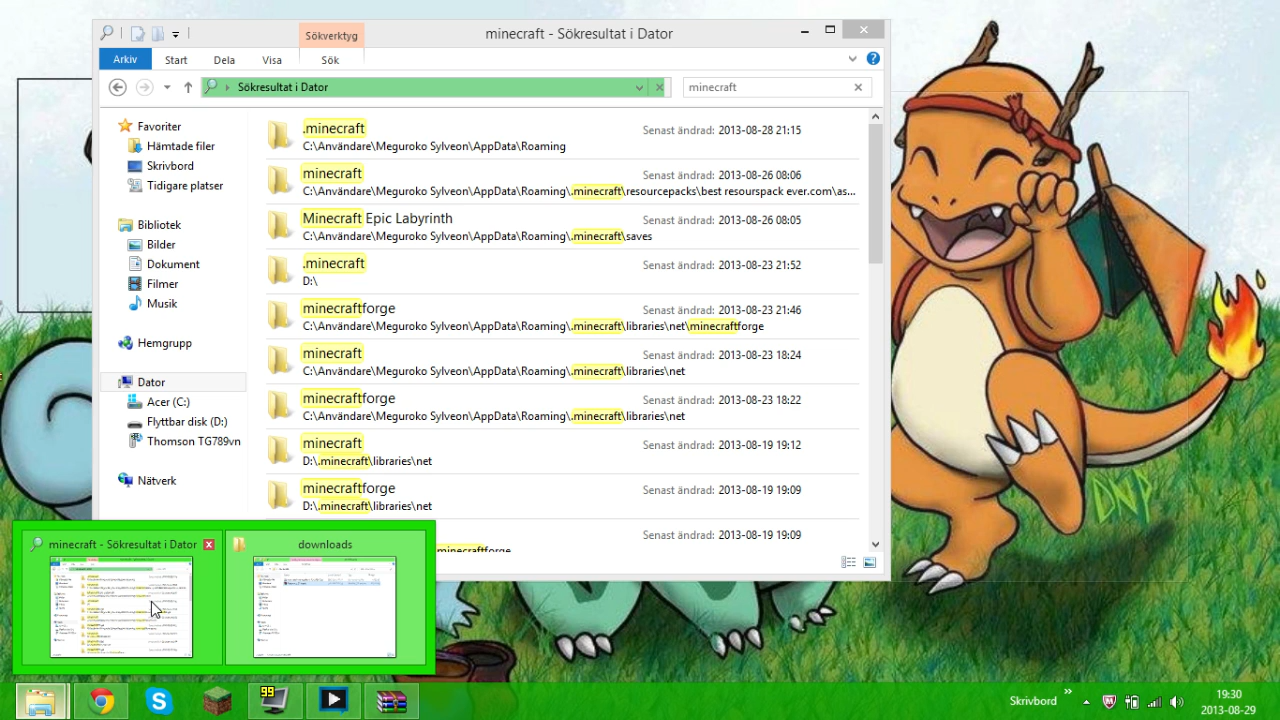 Sökverktyg
minecraft - Sökresultat i Dator
Arkiv Start Dela Visa Sök
Sökresultat i Dator
minecraft
Favoriter
Hämtade filer
Skrivbord
Tidigare platser
Bibliotek
Bilder
Dokument
Filmer
Musik
Hemgrupp
Dator
Acer (C:)
Flyttbar disk (D:)
Thomson TG789vn
Nätverk
.minecraft Senast ändrad: 2013-08-28 21:15
C:\Användare\Meguroko Sylveon\AppData\Roaming
minecraft Senast ändrad: 2013-08-26 08:06
C:\Användare\Meguroko Sylveon\AppData\Roaming\.minecraft\resourcepacks\best resourspack ever.com\as...
Minecraft Epic Labyrinth Senast ändrad: 2013-08-26 08:05
C:\Användare\Meguroko Sylveon\AppData\Roaming\.minecraft\saves
.minecraft Senast ändrad: 2013-08-23 21:52
D:\
minecraftforge Senast ändrad: 2013-08-23 21:46
C:\Användare\Meguroko Sylveon\AppData\Roaming\.minecraft\libraries\net\minecraftforge
minecraft Senast ändrad: 2013-08-23 18:24
C:\Användare\Meguroko Sylveon\AppData\Roaming\.minecraft\libraries\net
minecraftforge Senast ändrad: 2013-08-23 18:22
C:\Användare\Meguroko Sylveon\AppData\Roaming\.minecraft\libraries\net
minecraft Senast ändrad: 2013-08-19 19:12
D:\.minecraft\libraries\net
minecraftforge Senast ändrad: 2013-08-19 19:09
D:\.minecraft\libraries\net
Senast ändrad: 2013-08-19 19:09
minecraftforge
minecraft - Sökresultat i Dator
downloads
DNP
99
Skrivbord
19:30
2013-08-29